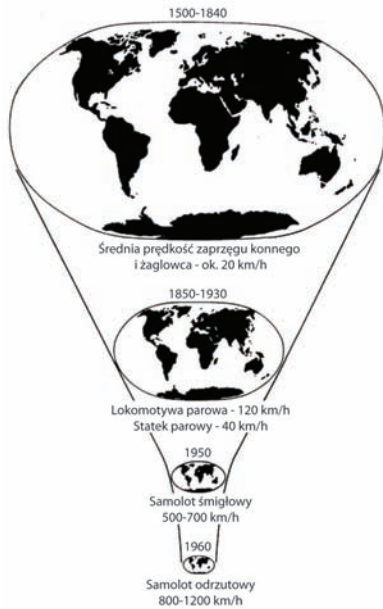 1500-1840
Średnia prędkość zaprzęgu konnego
i żaglowca - ok. 20 km/h
1850-1930
Lokomotywa parowa - 120 km/h
Statek parowy - 40 km/h
1950
Samolot śmigłowy
500-700 km/h
1960
Samolot odrzutowy
800-1200 km/h